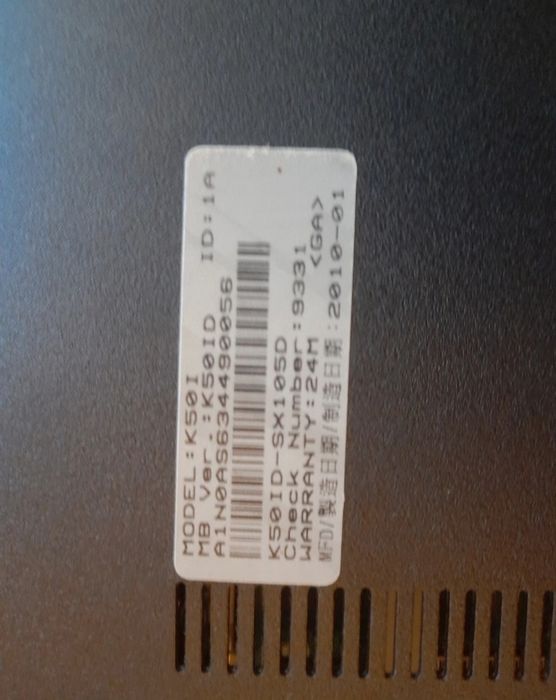 MODEL:K50I
MB Ver.:K50ID ID:1A
A1N0AS634490056
K50ID-SX105D
Check Number:9331
WARRANTY:24M <GA>
MFD/製造日期/制造日期:2010-01